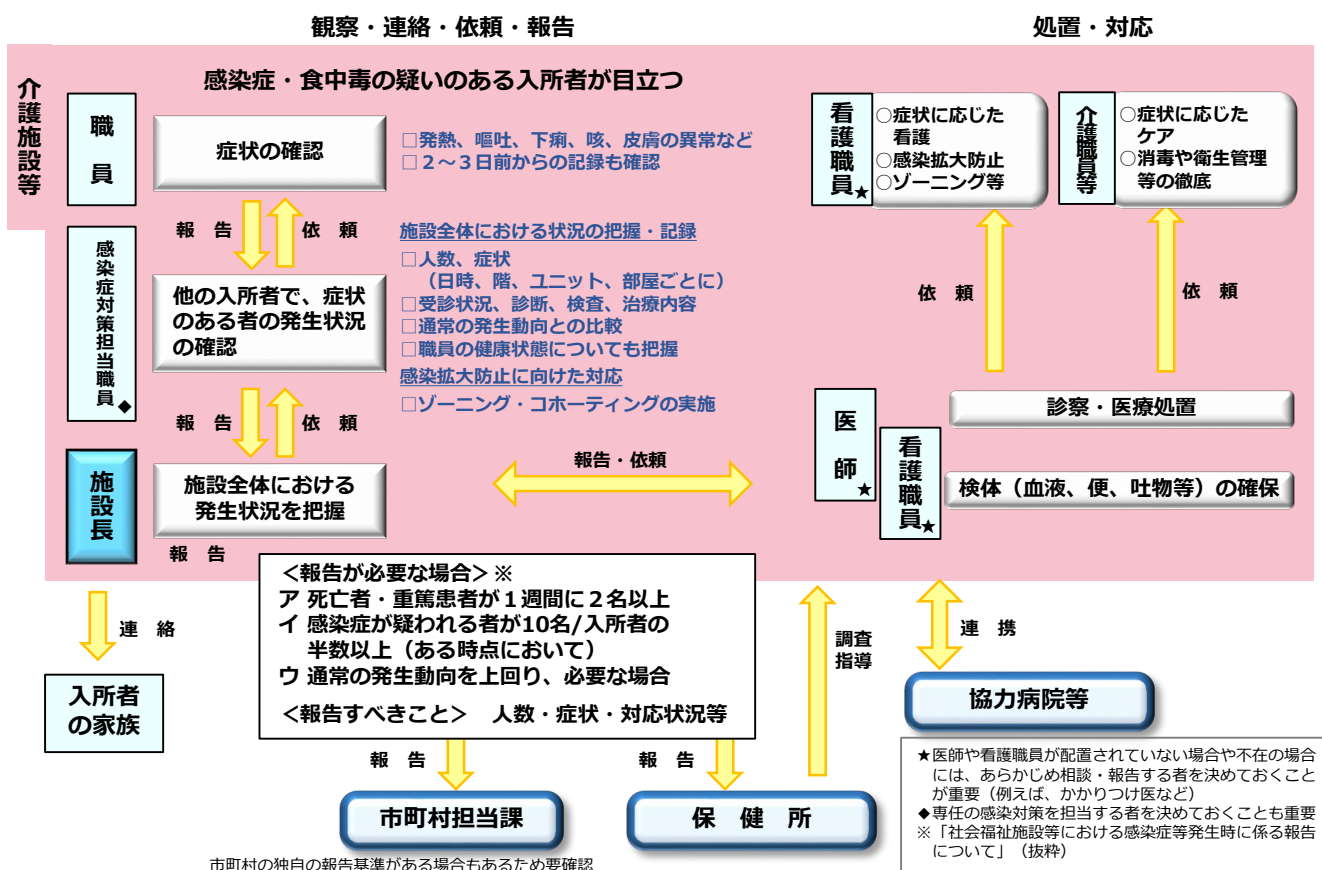 観察・連絡・依頼・報告
処置・対応
介護施設等
感染症・食中毒の疑いのある入所者が目立つ
職員
症状の確認
□発熱、嘔吐、下痢、咳、皮膚の異常など
□２～３日前からの記録も確認
報告
依頼
感染症対策担当職員◆
他の入所者で、症状
のある者の発生状況
の確認
施設全体における状況の把握・記録
□人数、症状
（日時、階、ユニット、部屋ごとに）
□受診状況、診断、検査、治療内容
□通常の発生動向との比較
□職員の健康状態についても把握
感染拡大防止に向けた対応
□ゾーニング・コホーティングの実施
報告
依頼
施設長
施設全体における
発生状況を把握
報告
報告・依頼
看護職員★
○症状に応じた
看護
○感染拡大防止
○ゾーニング等
介護職員等
○症状に応じた
ケア
○消毒や衛生管理
等の徹底
依頼
依頼
医師★
看護職員★
診察・医療処置
検体（血液、便、吐物等）の確保
連絡
入所者
の家族
＜報告が必要な場合＞※
ア 死亡者・重篤患者が１週間に２名以上
イ 感染症が疑われる者が10名/入所者の
半数以上（ある時点において）
ウ 通常の発生動向を上回り、必要な場合
＜報告すべきこと＞ 人数・症状・対応状況等
報告
報告
調査
指導
連携
市町村担当課
保健所
協力病院等
市町村の独自の報告基準がある場合もあるため要確認
★医師や看護職員が配置されていない場合や不在の場合
には、あらかじめ相談・報告する者を決めておくこと
が重要（例えば、かかりつけ医など）
◆専任の感染対策を担当する者を決めておくことも重要
※「社会福祉施設等における感染症等発生時に係る報告
について」（抜粋）